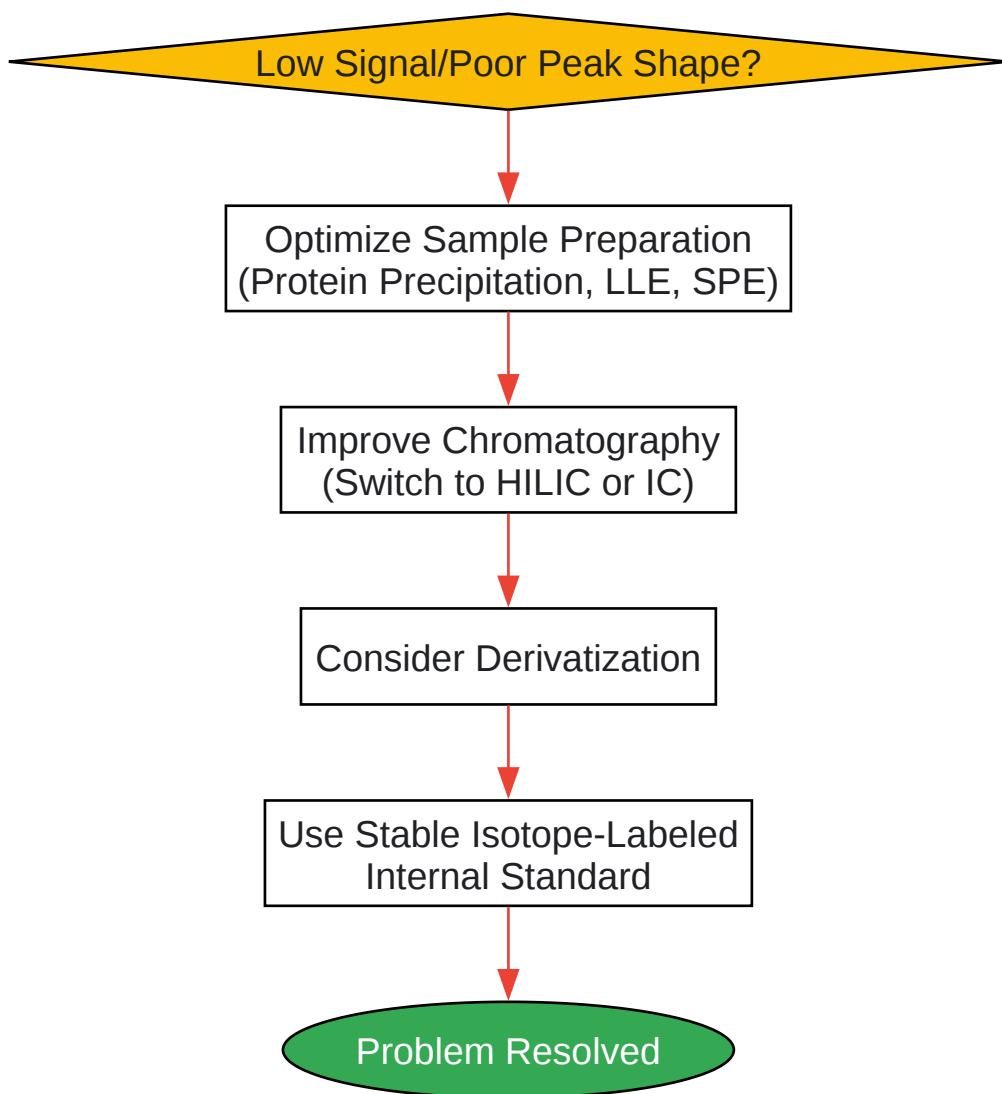 Low Signal/Poor Peak Shape?
Optimize Sample Preparation
(Protein Precipitation, LLE, SPE)
Improve Chromatography
(Switch to HILIC or IC)
Consider Derivatization
Use Stable Isotope-Labeled
Internal Standard
Problem Resolved